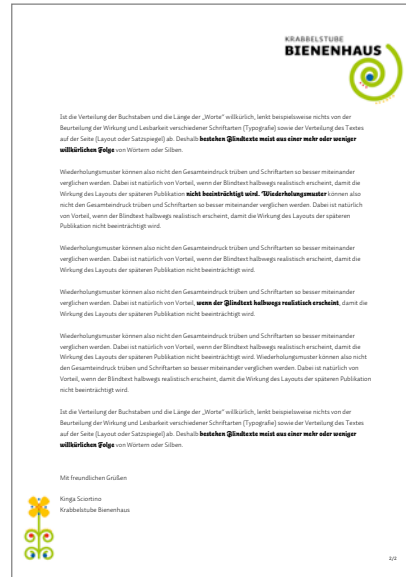 KRABBELSTUBE
BIENENHAUS
Ist die Verteilung der Buchstaben und die Länge der „Worte“ willkürlich, lenkt beispielsweise nichts von der
Beurteilung der Wirkung und Lesbarkeit verschiedener Schriftarten (Typografie) sowie der Verteilung des Textes
auf der Seite (Layout oder Satzspiegel) ab. Deshalb bestehen Blindtexte meist aus einer mehr oder weniger
willkürlichen Folge von Wörtern oder Silben.
Wiederholungsmuster können also nicht den Gesamteindruck trüben und Schriftarten so besser miteinander
verglichen werden. Dabei ist natürlich von Vorteil, wenn der Blindtext halbwegs realistisch erscheint, damit die
Wirkung des Layouts der späteren Publikation nicht beeinträchtigt wird. Wiederholungsmuster können also
nicht den Gesamteindruck trüben und Schriftarten so besser miteinander verglichen werden. Dabei ist natürlich
von Vorteil, wenn der Blindtext halbwegs realistisch erscheint, damit die Wirkung des Layouts der späteren
Publikation nicht beeinträchtigt wird.
Wiederholungsmuster können also nicht den Gesamteindruck trüben und Schriftarten so besser miteinander
verglichen werden. Dabei ist natürlich von Vorteil, wenn der Blindtext halbwegs realistisch erscheint, damit die
Wirkung des Layouts der späteren Publikation nicht beeinträchtigt wird.
Wiederholungsmuster können also nicht den Gesamteindruck trüben und Schriftarten so besser miteinander
verglichen werden. Dabei ist natürlich von Vorteil, wenn der Blindtext halbwegs realistisch erscheint, damit die
Wirkung des Layouts der späteren Publikation nicht beeinträchtigt wird.
Wiederholungsmuster können also nicht den Gesamteindruck trüben und Schriftarten so besser miteinander
verglichen werden. Dabei ist natürlich von Vorteil, wenn der Blindtext halbwegs realistisch erscheint, damit die
Wirkung des Layouts der späteren Publikation nicht beeinträchtigt wird. Wiederholungsmuster können also nicht
den Gesamteindruck trüben und Schriftarten so besser miteinander verglichen werden. Dabei ist natürlich von
Vorteil, wenn der Blindtext halbwegs realistisch erscheint, damit die Wirkung des Layouts der späteren Publikation
nicht beeinträchtigt wird.
Ist die Verteilung der Buchstaben und die Länge der „Worte“ willkürlich, lenkt beispielsweise nichts von der
Beurteilung der Wirkung und Lesbarkeit verschiedener Schriftarten (Typografie) sowie der Verteilung des Textes
auf der Seite (Layout oder Satzspiegel) ab. Deshalb bestehen Blindtexte meist aus einer mehr oder weniger
willkürlichen Folge von Wörtern oder Silben.
Mit freundlichen Grüßen
Kinga Sciortino
Krabbelstube Bienenhaus
2/2